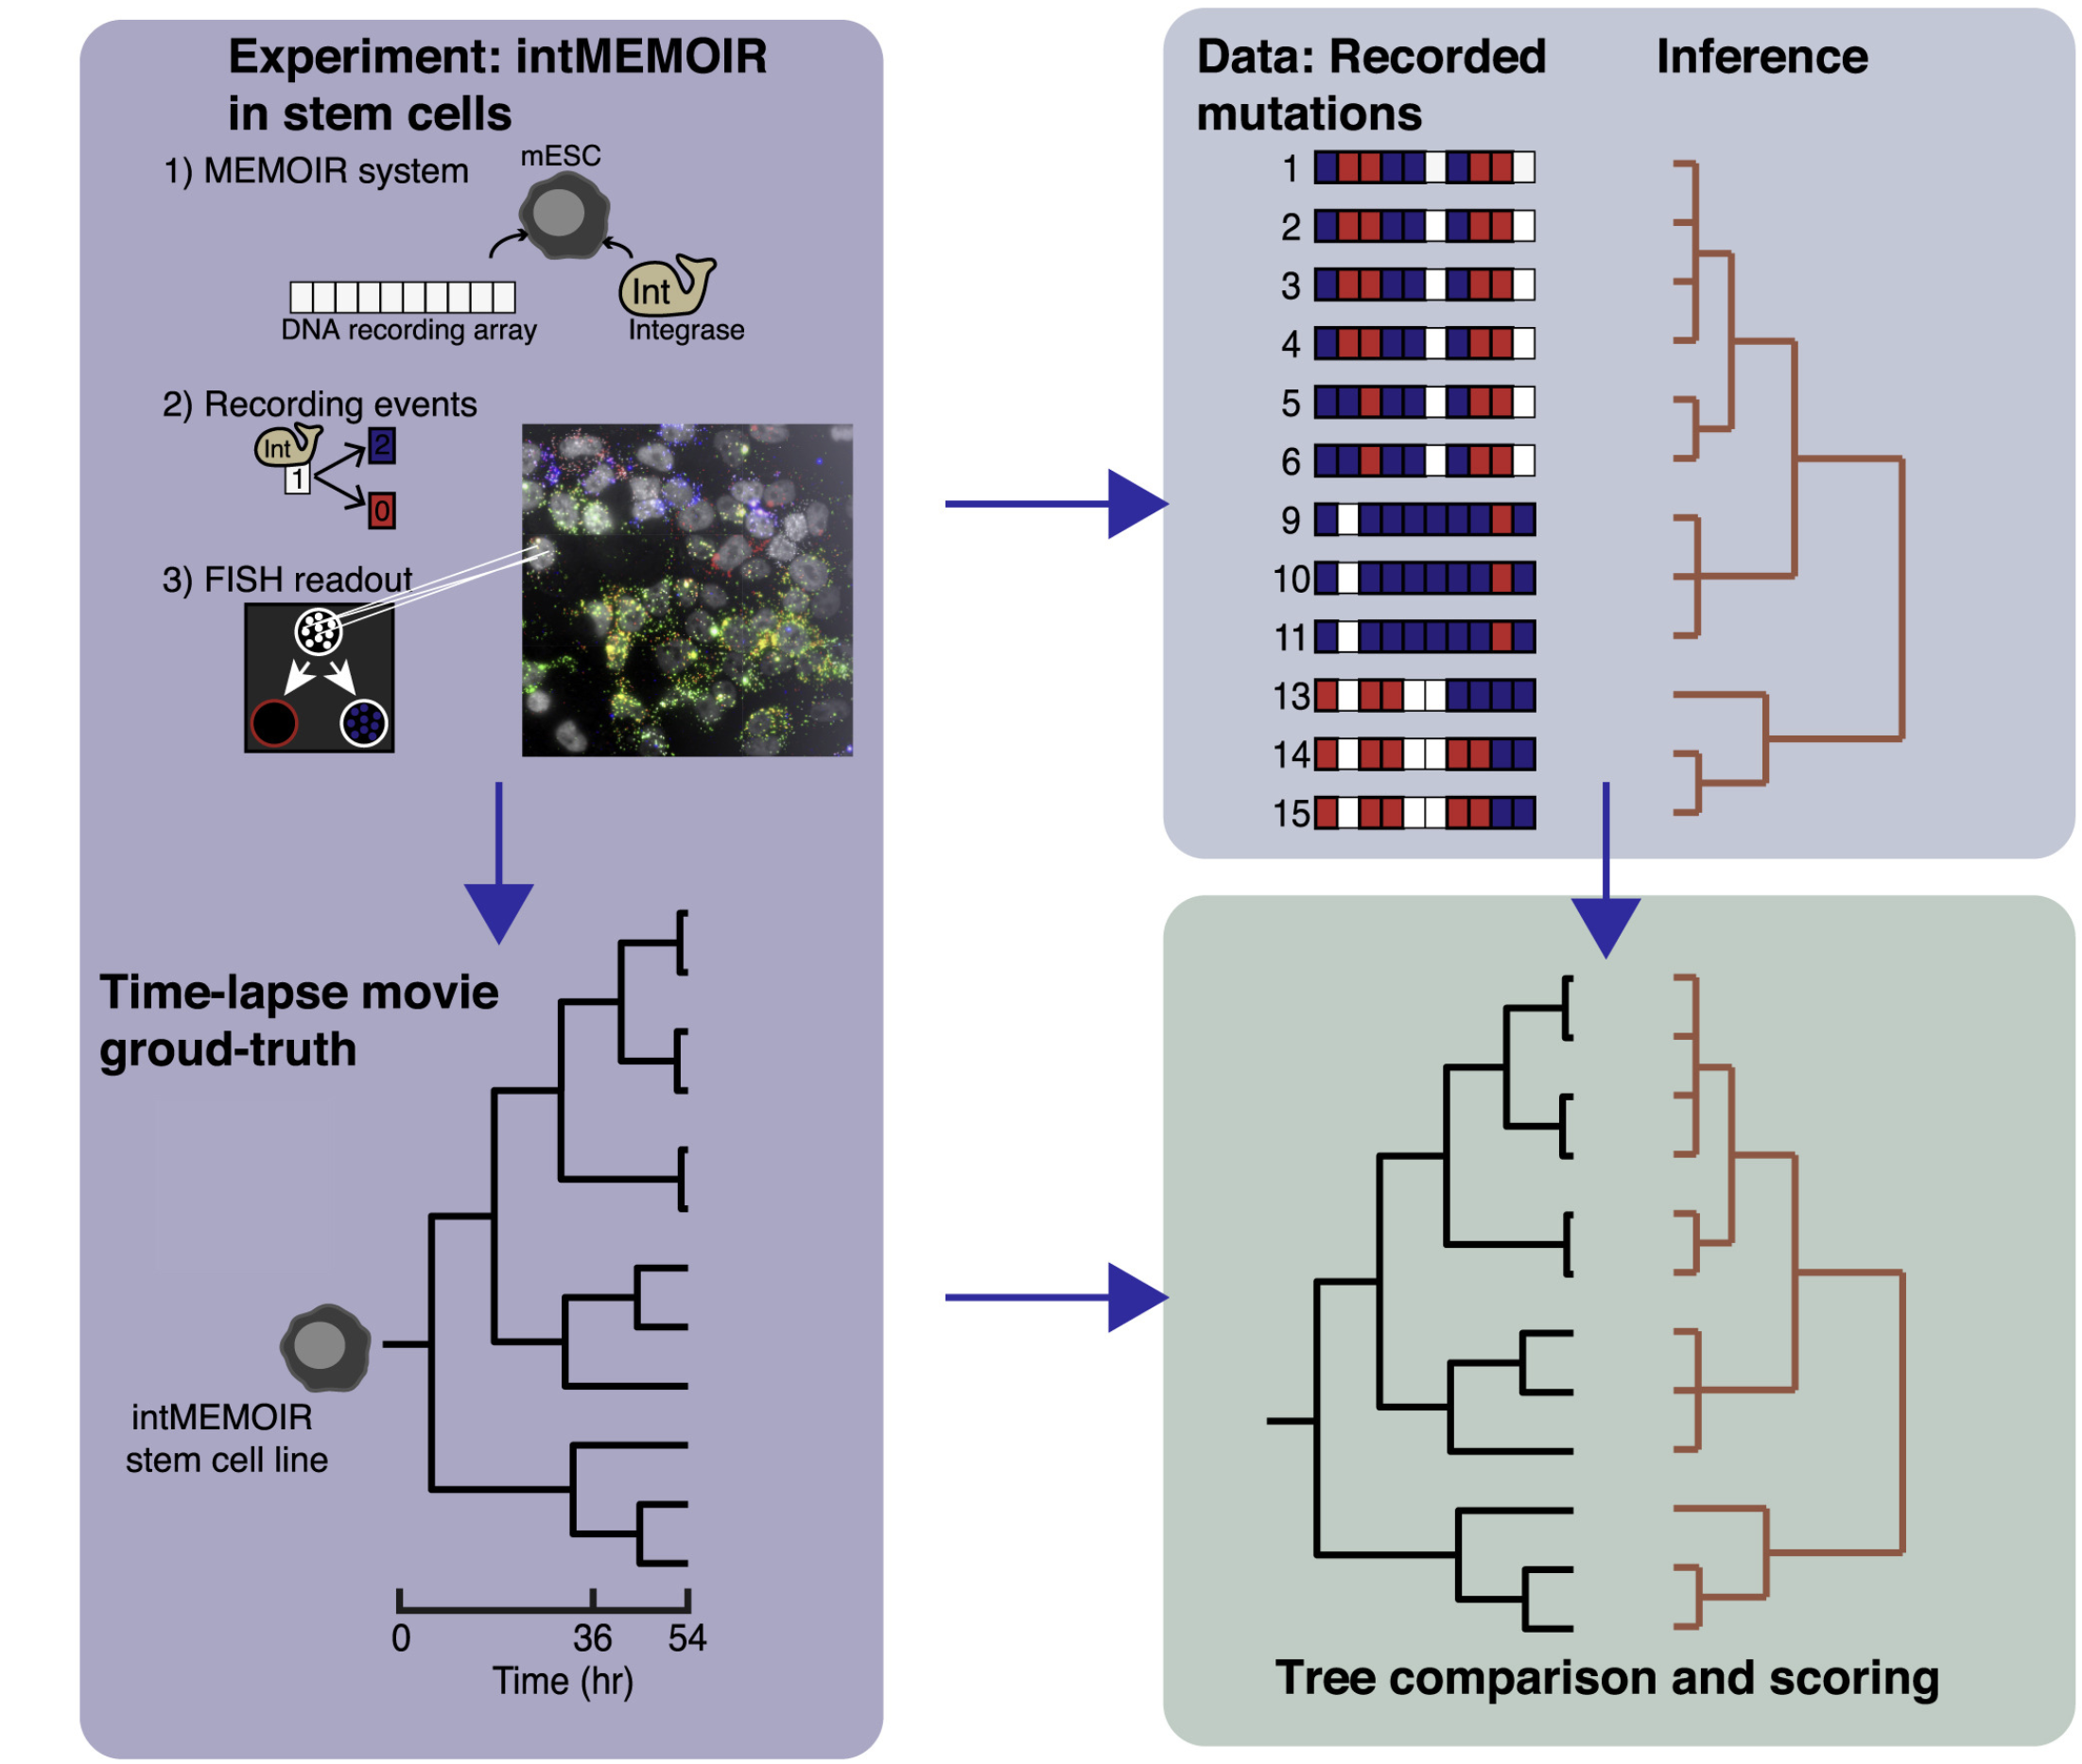 Experiment: intMEMOIR
in stem cells
1) MEMOIR system
mESC
Int
DNA recording array
Integrase
2) Recording events
Int
1
2
0
3) FISH readout
Time-lapse movie
groud-truth
intMEMOIR
stem cell line
0 36 54
Time (hr)
Data: Recorded
mutations
Inference
1
2
3
4
5
6
9
10
11
13
14
15
Tree comparison and scoring